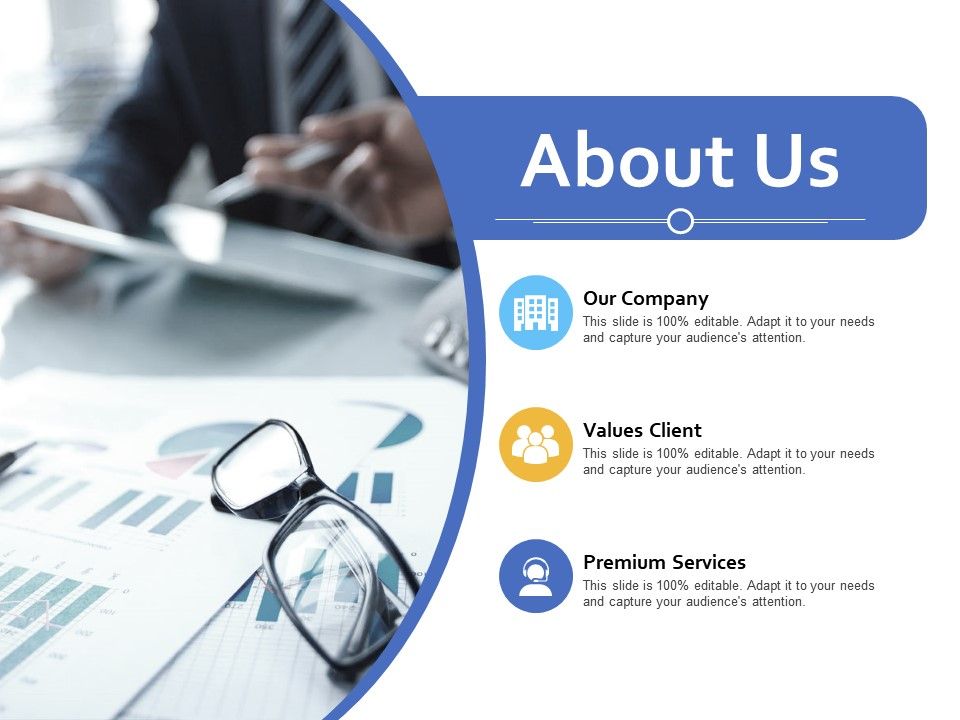 About Us
Our Company
This slide is 100% editable. Adapt it to your needs
and capture your audience's attention.
Values Client
This slide is 100% editable. Adapt it to your needs
and capture your audience's attention.
Premium Services
This slide is 100% editable. Adapt it to your needs
and capture your audience's attention.